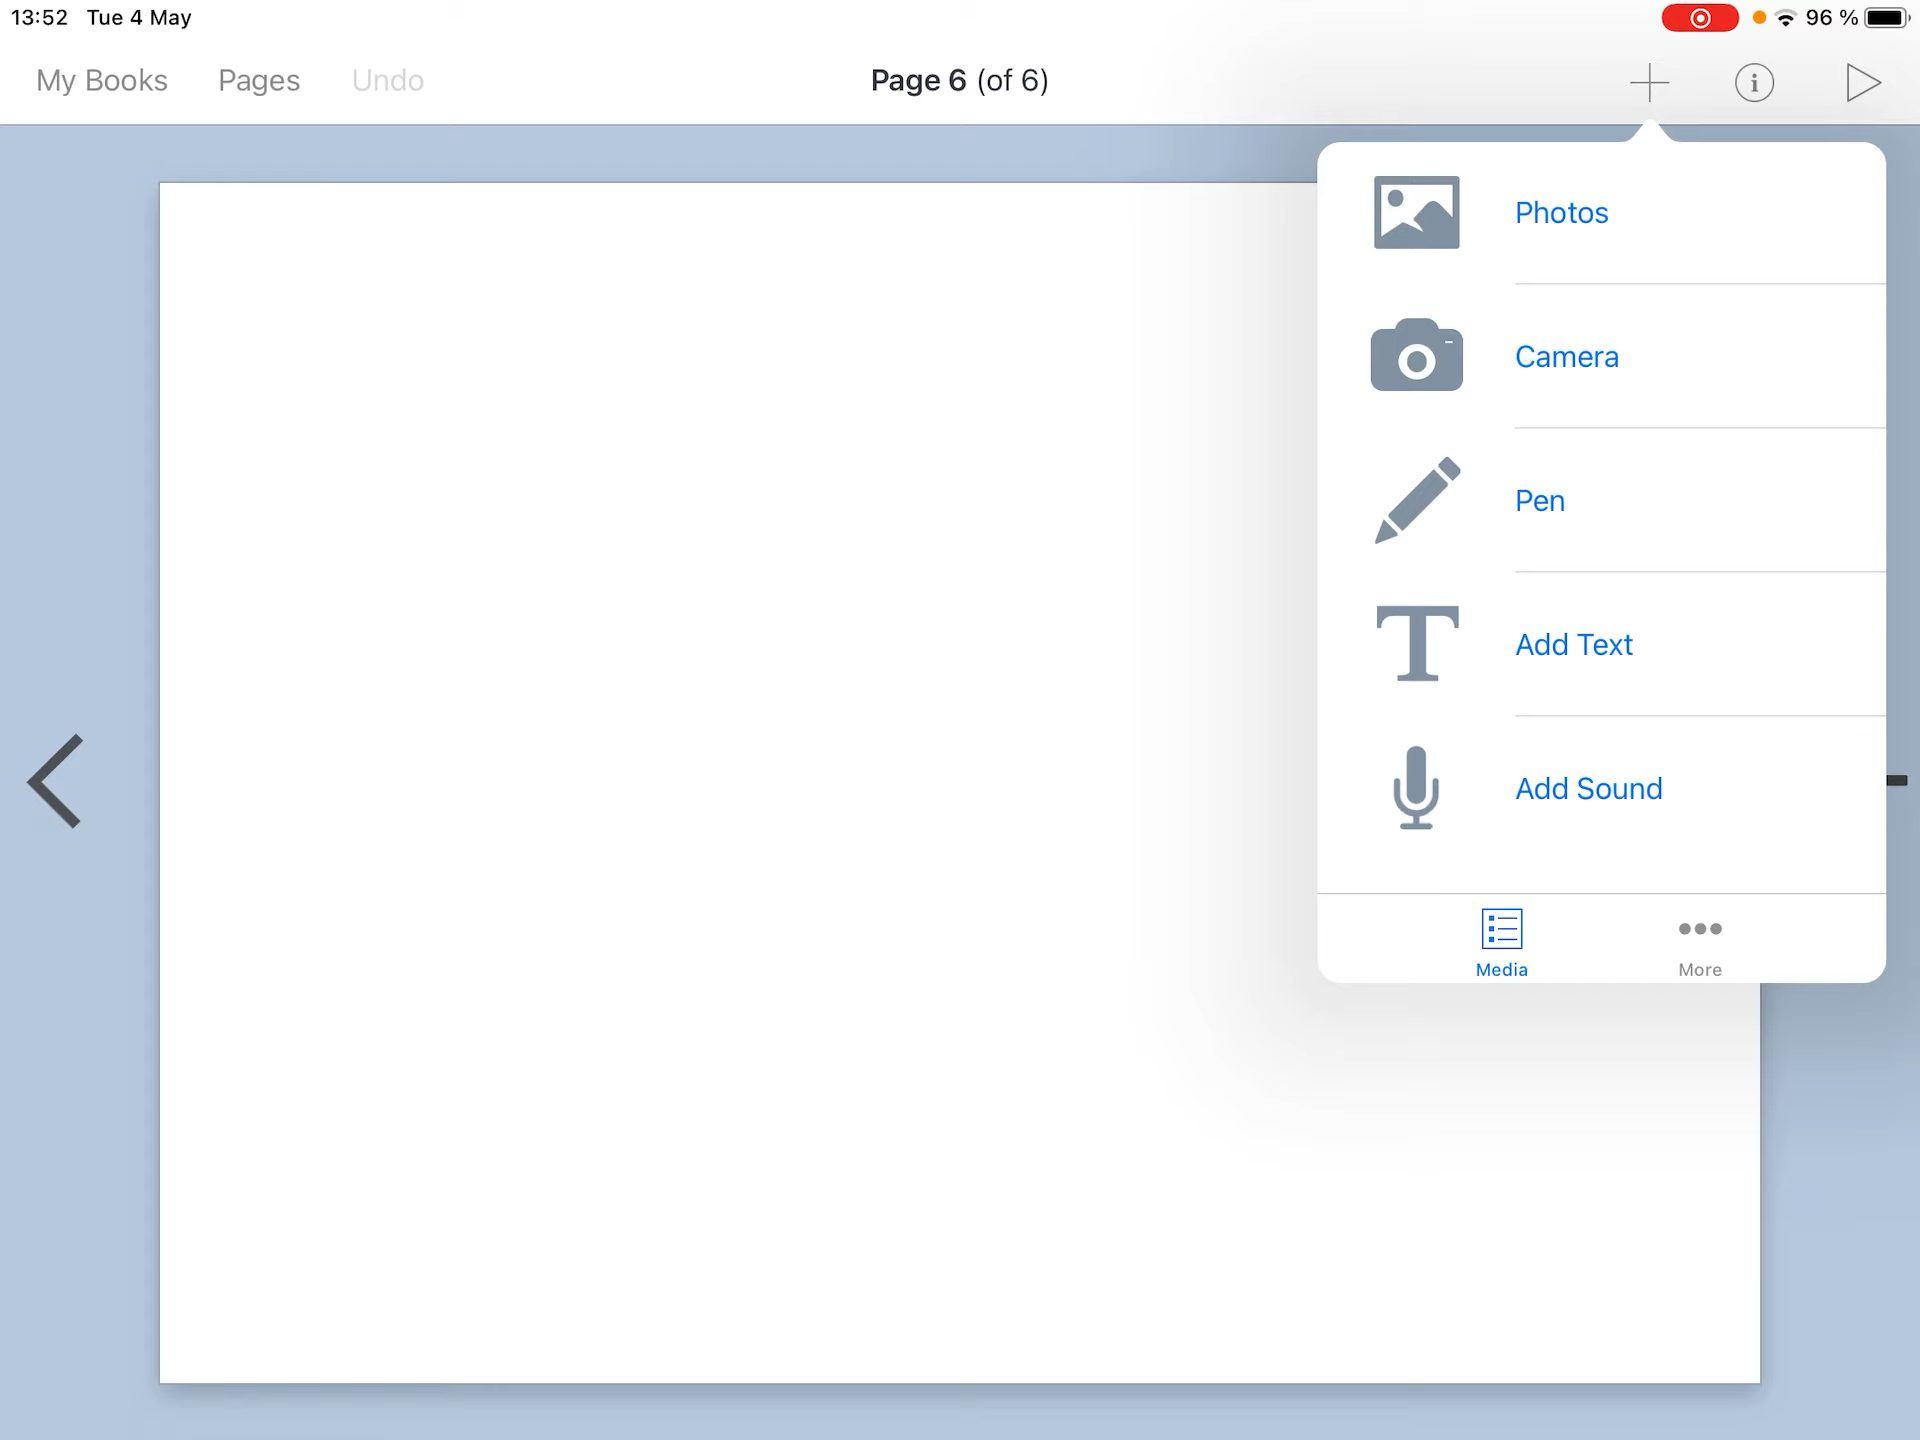 13:52 Tue 4 May 96 %
My Books Pages Undo Page 6 (of 6)
Photos
Camera
Pen
Add Text
Add Sound
Media More